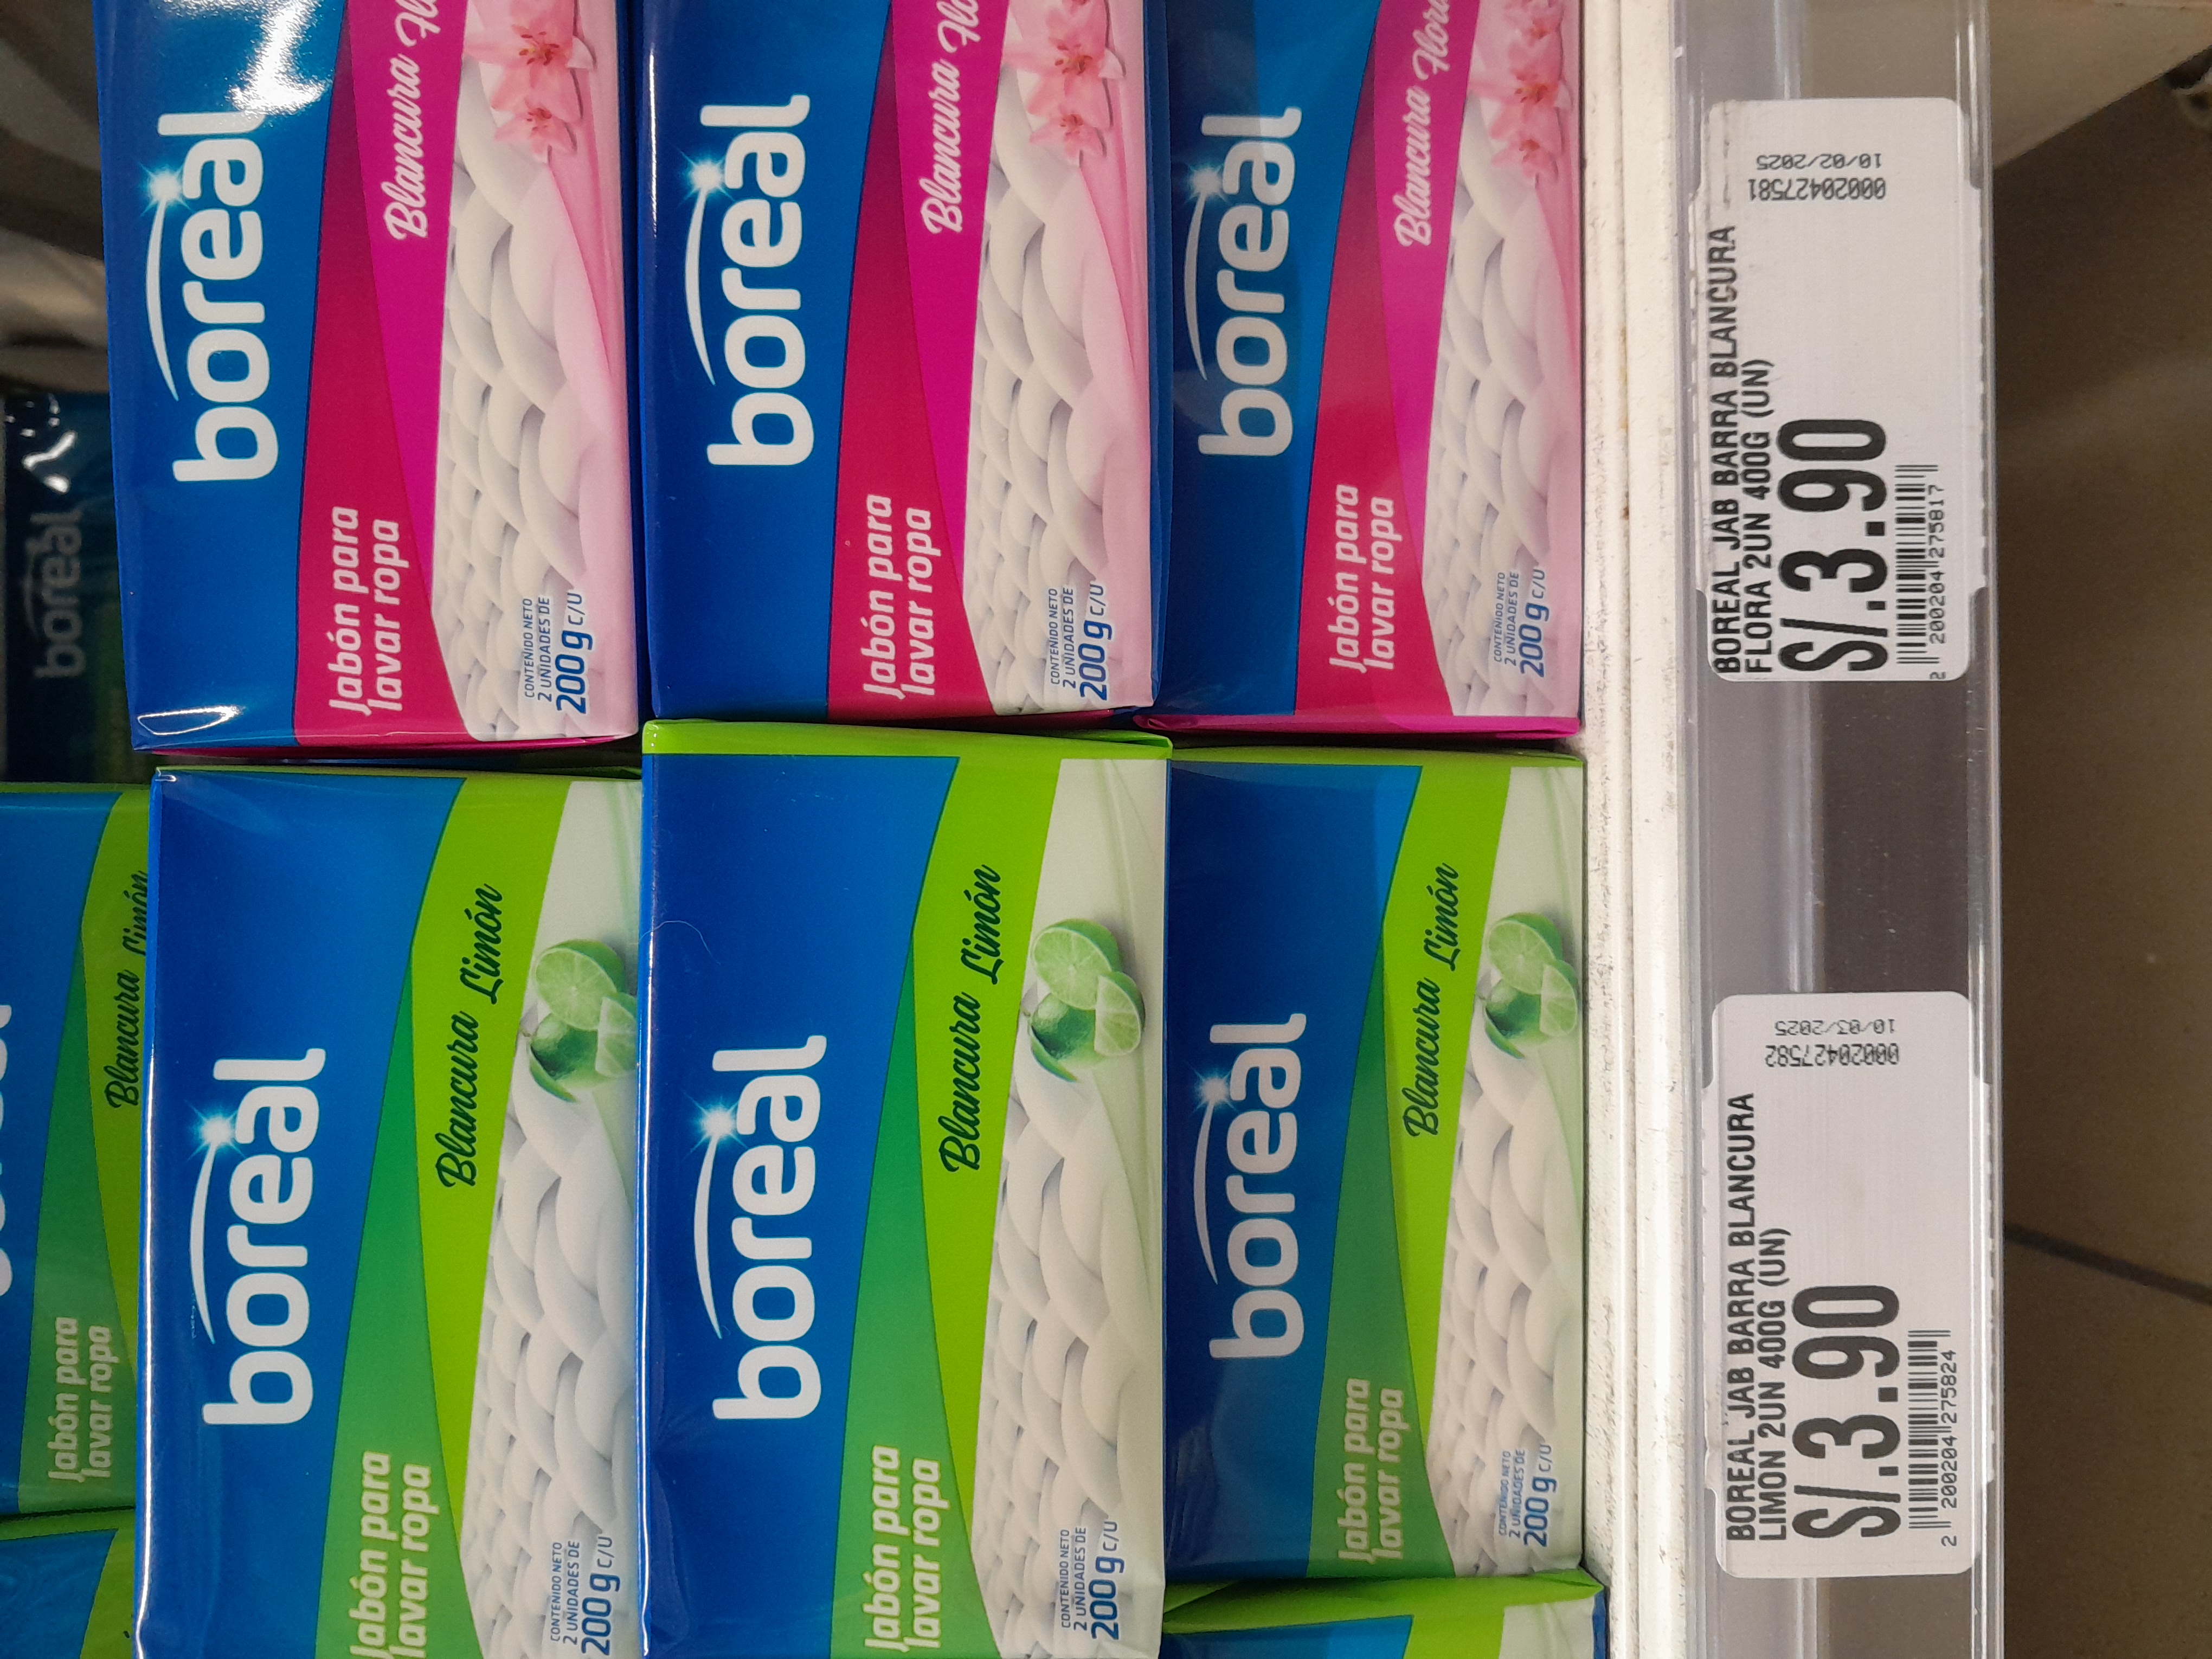 boreal
Jabón para
lavar ropa
Blancura Limón
boreal
boreal
Jabón para
lavar ropa
Blancura Limón
CONTENIDO NETO
2 UNIDADES DE
200 g C/U
boreal
Jabón para
lavar ropa
Blancura
CONTENIDO NETO
2 UNIDADES DE
200 g C/U
boreal
Jabón para
lavar ropa
Blancura Limón
CONTENIDO NETO
2 UNIDADES DE
200 g C/U
boreal
Jabón para
lavar ropa
Blancura
CONTENIDO NETO
2 UNIDADES DE
200 g C/U
boreal
Jabón para
lavar ropa
Blancura Limón
CONTENIDO NETO
2 UNIDADES DE
200 g C/U
boreal
Jabón para
lavar ropa
Blancura
CONTENIDO NETO
2 UNIDADES DE
200 g C/U
BOREAL JAB BARRA BLANCURA
LIMON 2UN 400G (UN)
S/.3.90
00020427582
10/03/2025
2 200204 275824
BOREAL JAB BARRA BLANCURA
FLORA 2UN 400G (UN)
S/.3.90
00020427581
10/02/2025
2 200204 275817